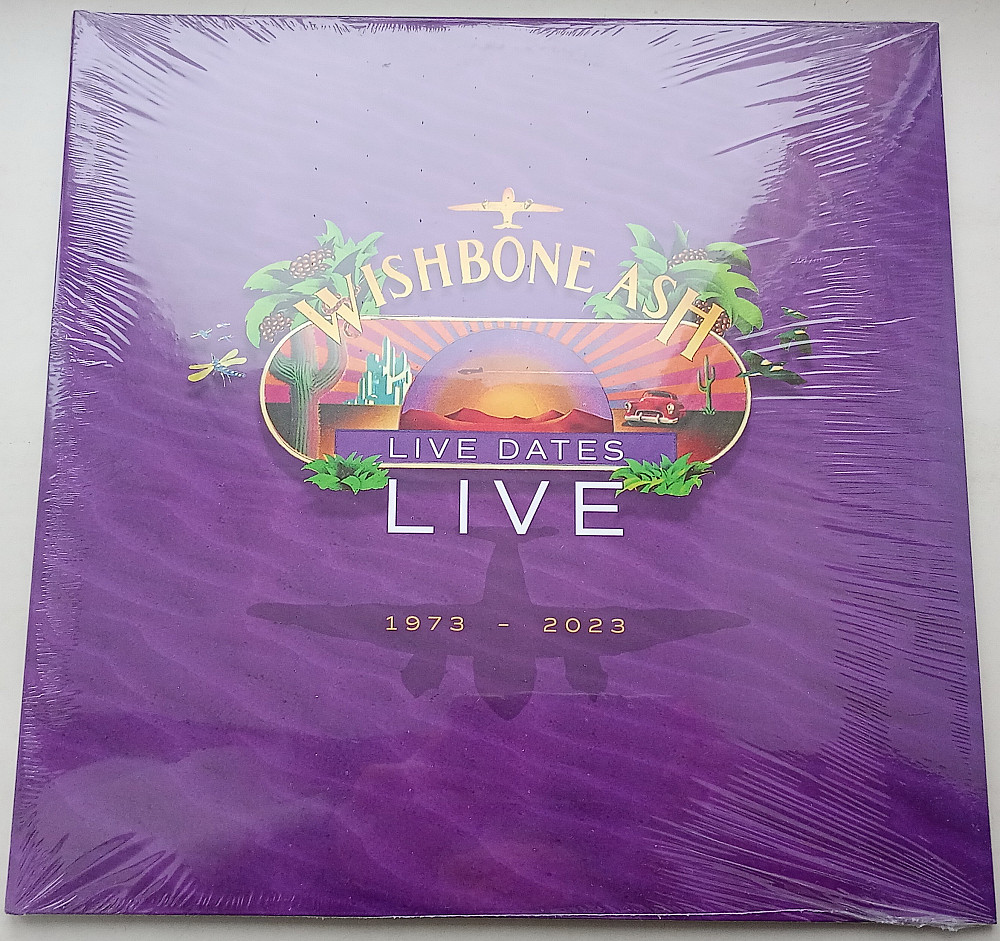 WISHBONE ASH
LIVE DATES
LIVE
1973 - 2023